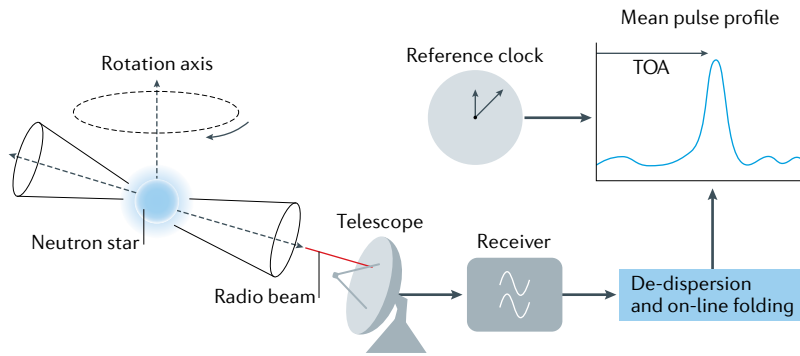 Mean pulse profile
Rotation axis
Reference clock
TOA
Neutron star
Telescope
Radio beam
Receiver
De-dispersion
and on-line folding